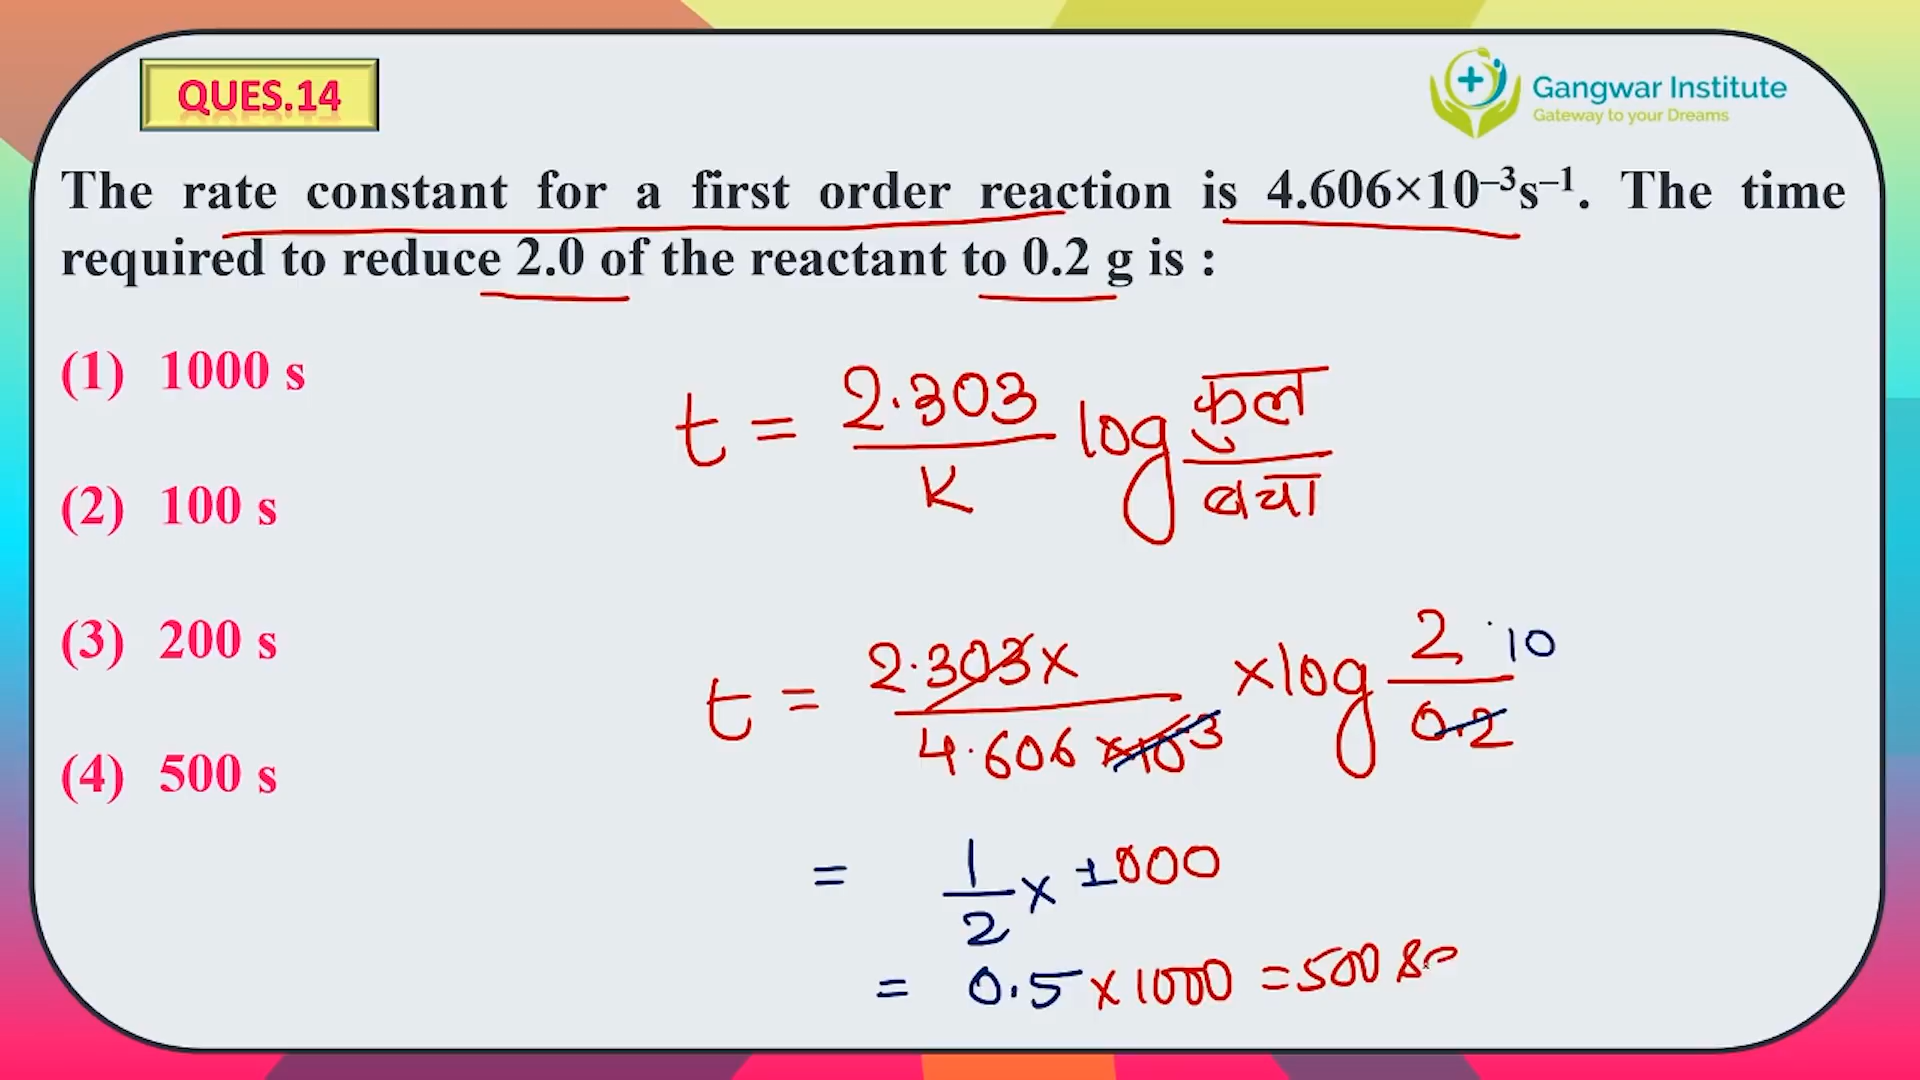 QUES.14
Gangwar Institute
Gateway to your Dreams
The rate constant for a first order reaction is 4.606×10⁻³s⁻¹. The time
required to reduce 2.0 of the reactant to 0.2 g is :
(1) 1000 s
(2) 100 s
(3) 200 s
(4) 500 s
t = 2.303/K log कुल/बचा
t = 2.303×/4.606 ×10⁻³ × log 2/0.2 10
= 1/2 × 1000
= 0.5 × 1000 = 500